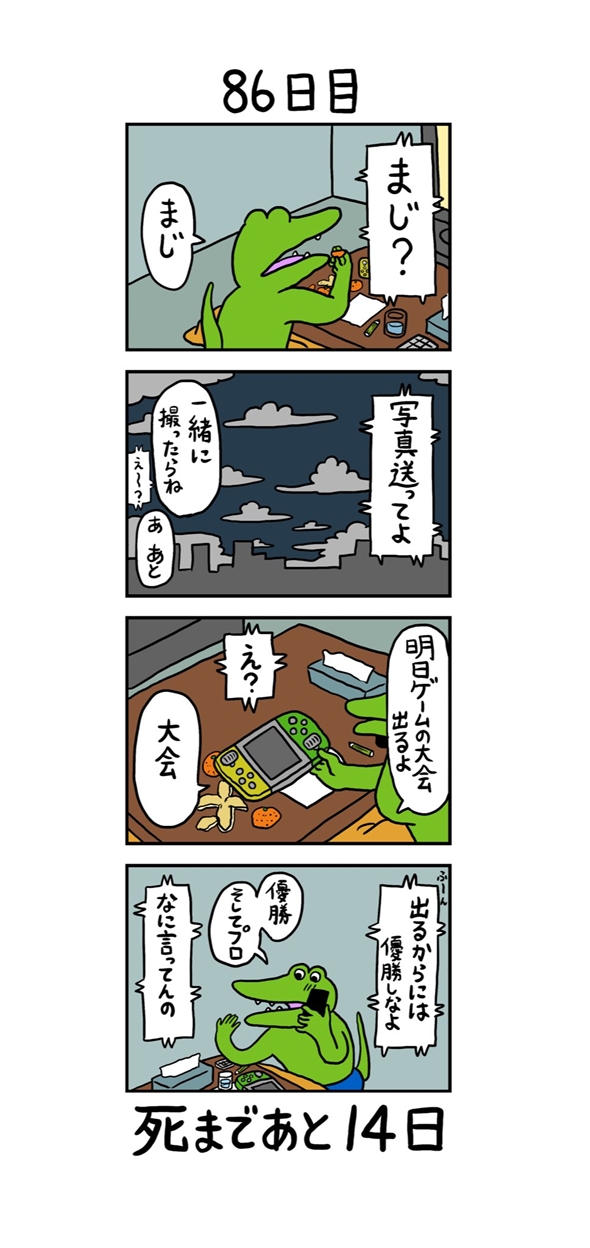 86日目
まじ?
まじ
写真送ってよ
一緒に
撮ったらね
え〜?
あ あと
明日ゲームの大会
出るよ
え?
大会
ふーん
出るからには
優勝しなよ
優勝
そしてプロ
なに言ってんの
死まであと14日